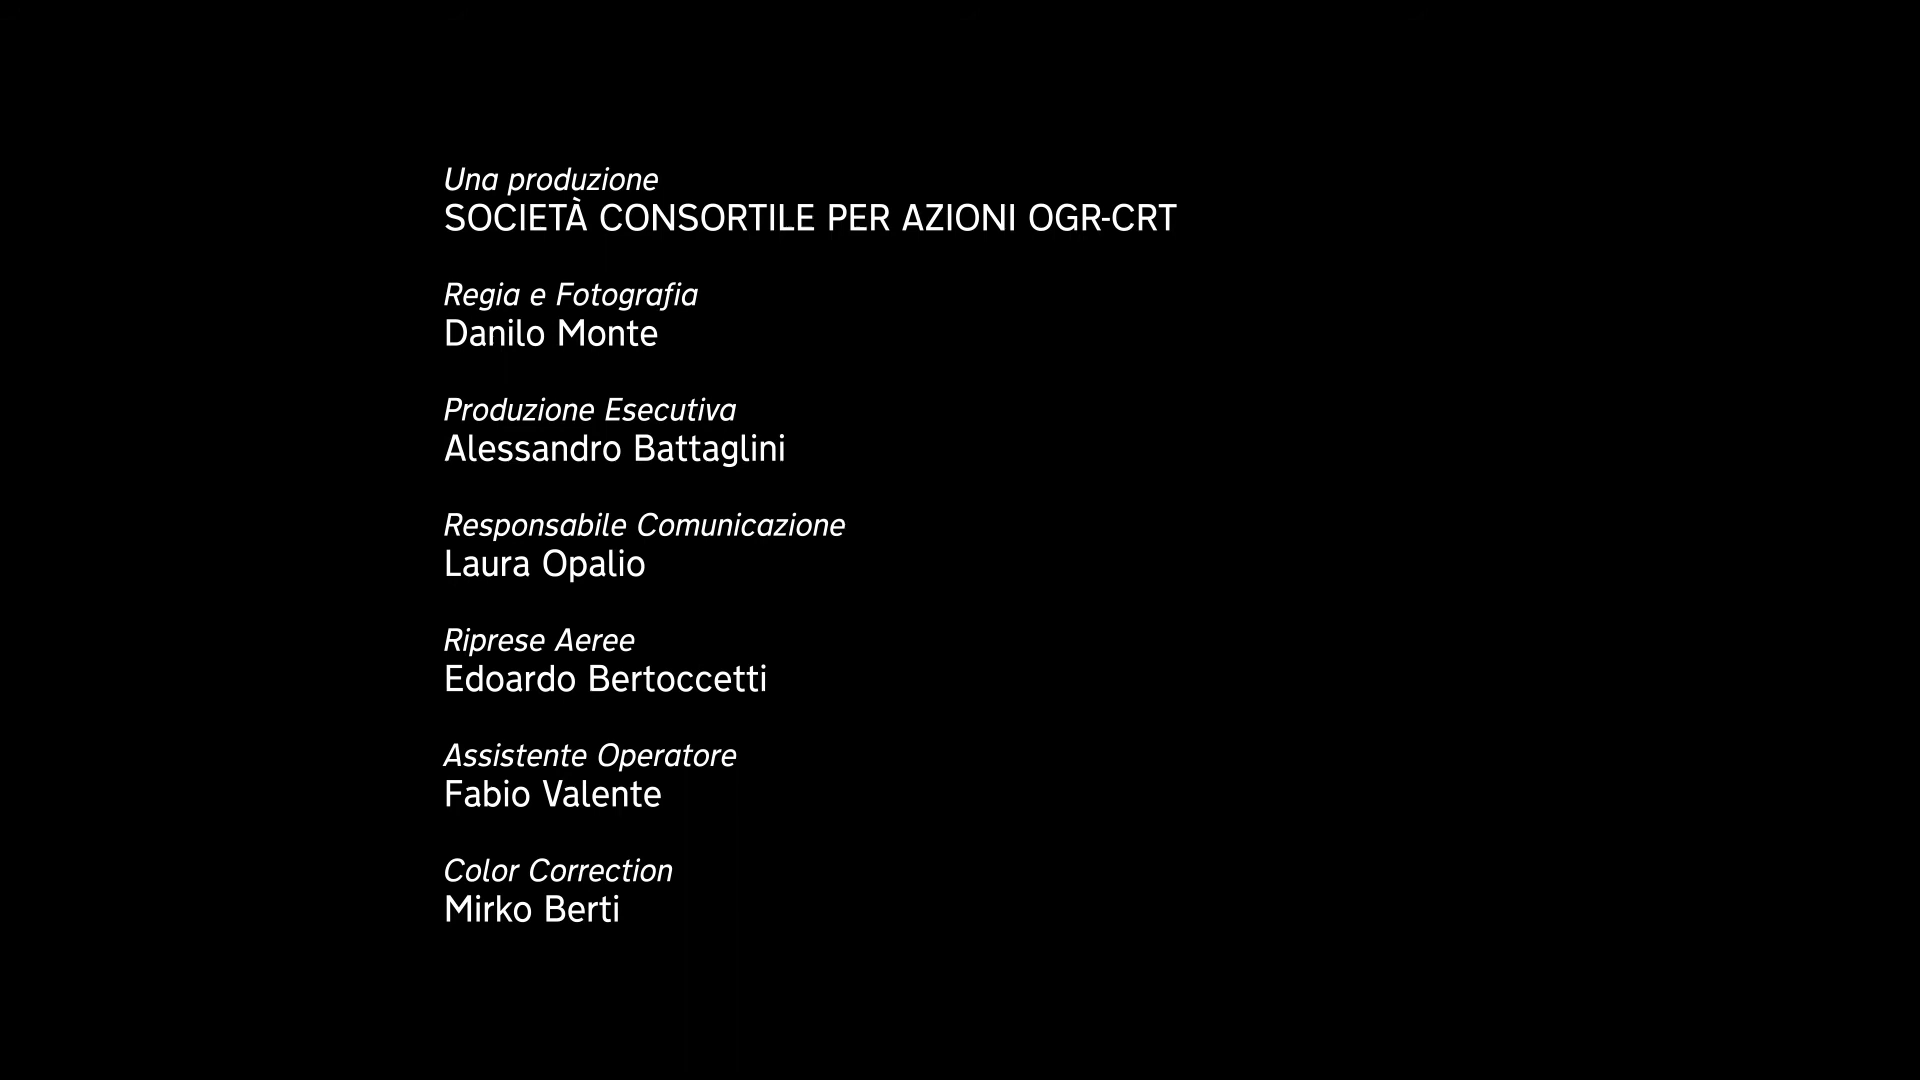 Una produzione
SOCIETÀ CONSORTILE PER AZIONI OGR-CRT
Regia e Fotografia
Danilo Monte
Produzione Esecutiva
Alessandro Battaglini
Responsabile Comunicazione
Laura Opalio
Riprese Aeree
Edoardo Bertoccetti
Assistente Operatore
Fabio Valente
Color Correction
Mirko Berti